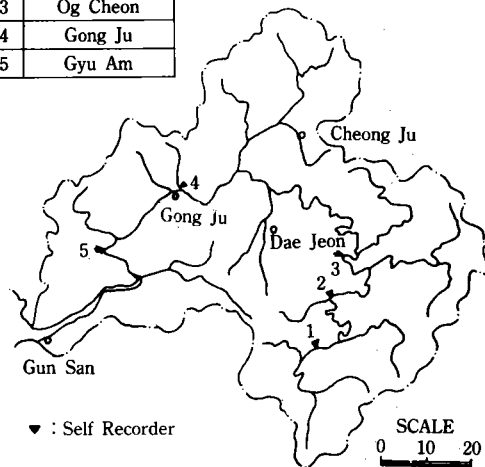 3 Og Cheon
4 Gong Ju
5 Gyu Am
Cheong Ju
4
Gong ju
Dae Jeon
5
3
2
1
Gun San
▼ : Self Recorder
SCALE
0 10 20